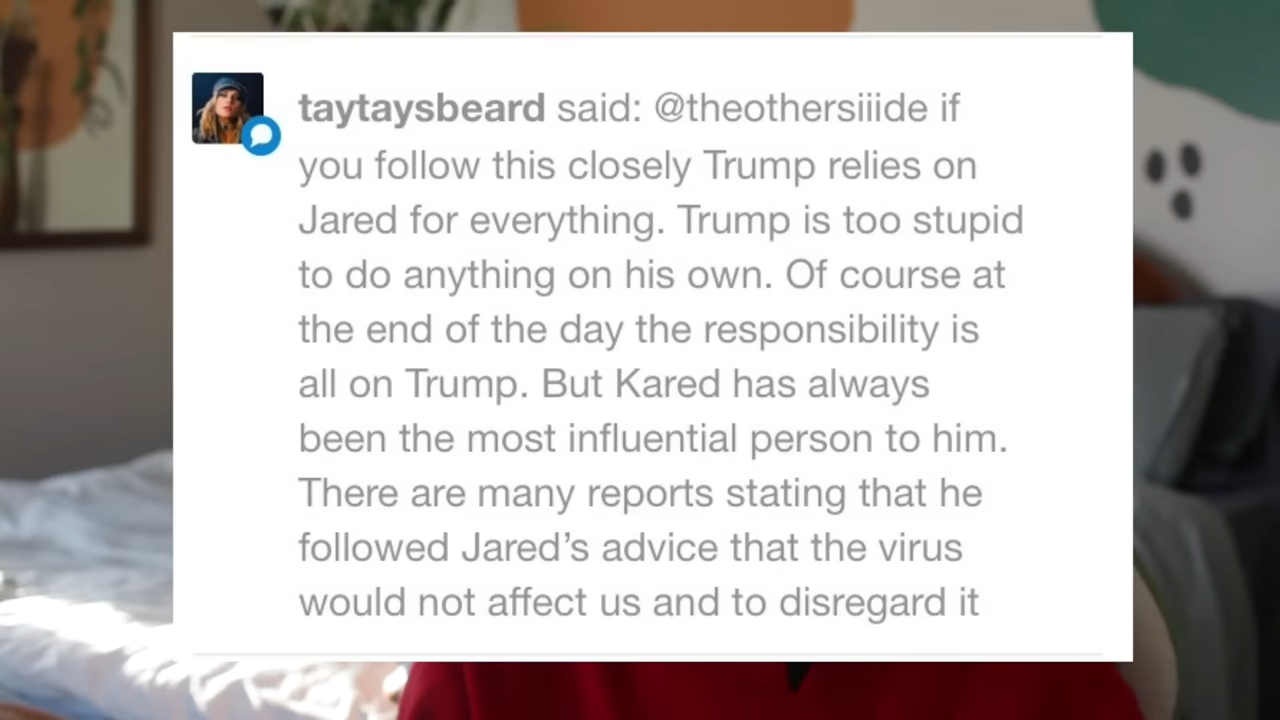 taytaysbeard said: @theothersiiide if
you follow this closely Trump relies on
Jared for everything. Trump is too stupid
to do anything on his own. Of course at
the end of the day the responsibility is
all on Trump. But Kared has always
been the most influential person to him.
There are many reports stating that he
followed Jared’s advice that the virus
would not affect us and to disregard it